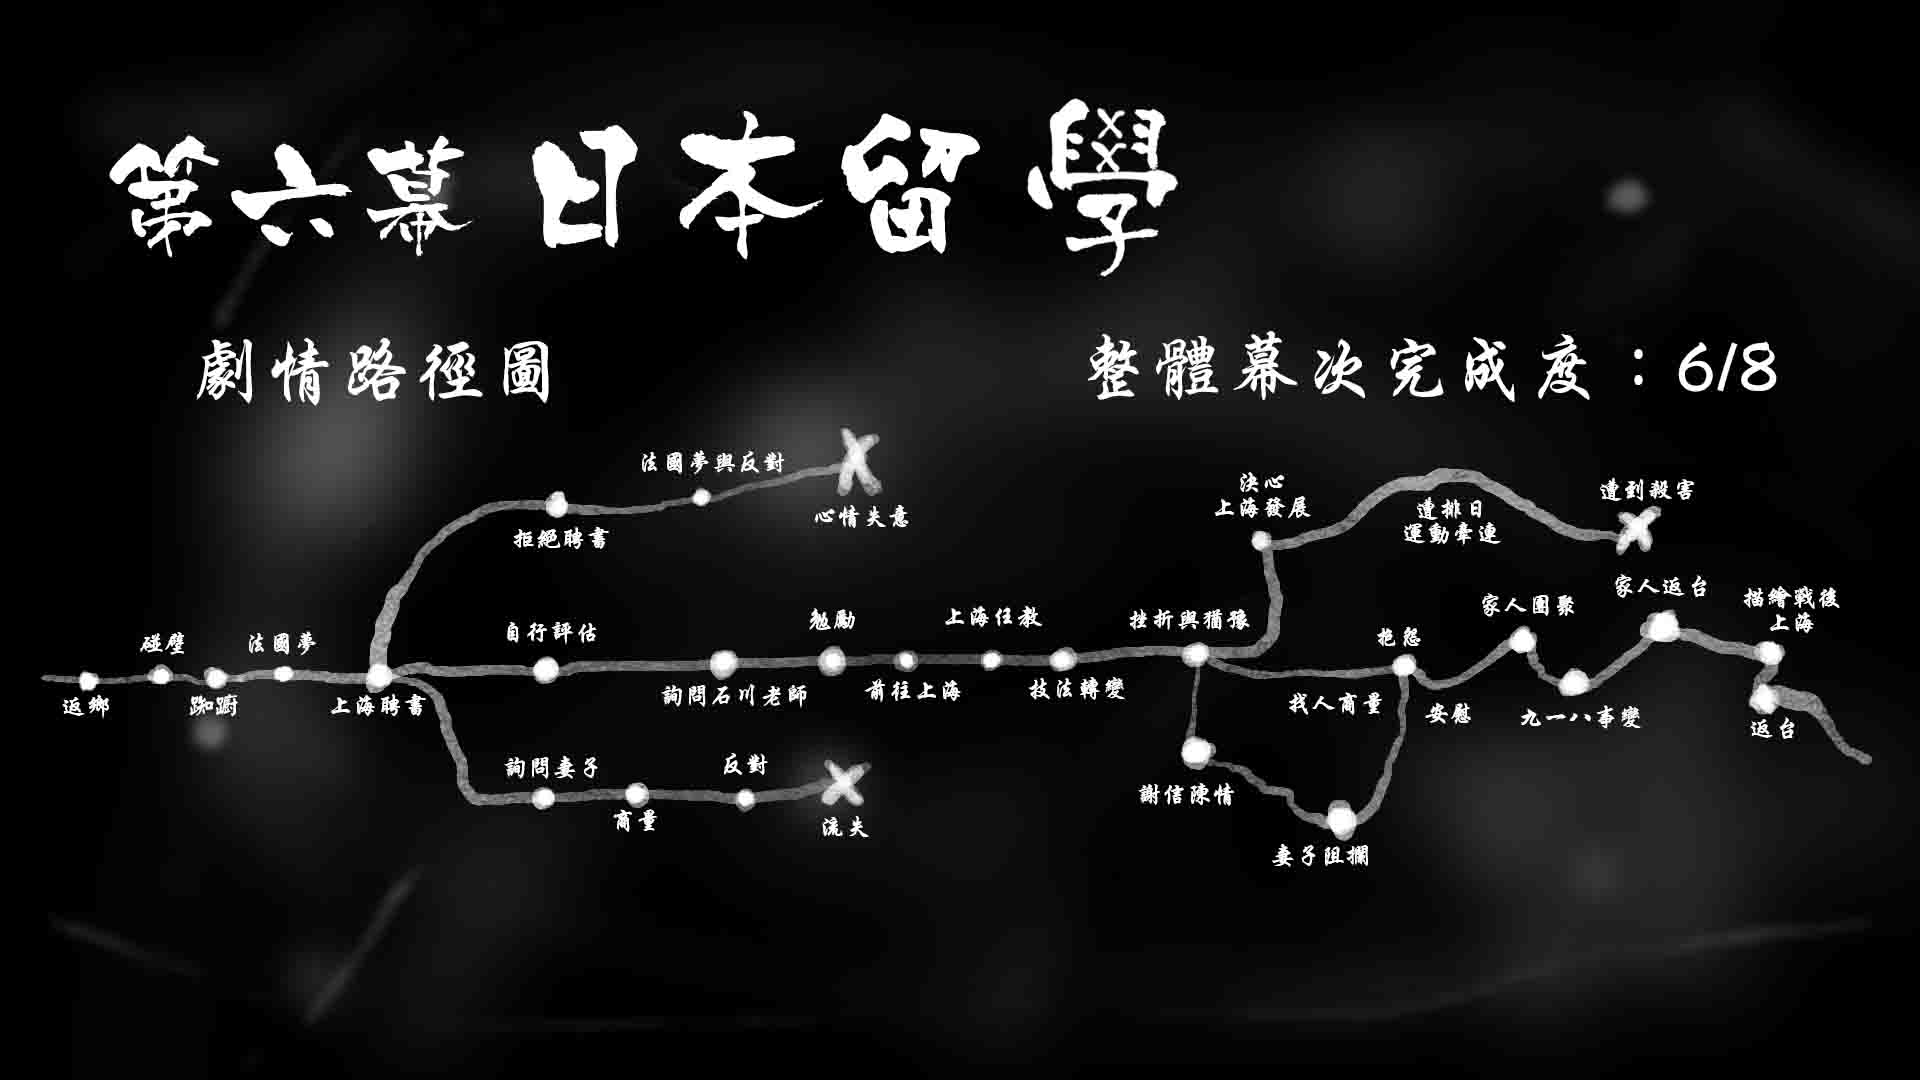 第六幕 日本留學
劇情路徑圖
整體幕次完成度：6/8
法國夢與反對
心情失意
拒絕聘書
決心
上海發展
遭排日
運動牽連
遭到殺害
返鄉
碰壁
踟躕
法國夢
上海聘書
自行評估
詢問石川老師
勉勵
前往上海
上海任教
技法轉變
挫折與猶豫
找人商量
抱怨
安慰
家人團聚
九一八事變
家人返台
描繪戰後
上海
返台
詢問妻子
商量
反對
流失
謝信陳情
妻子阻攔